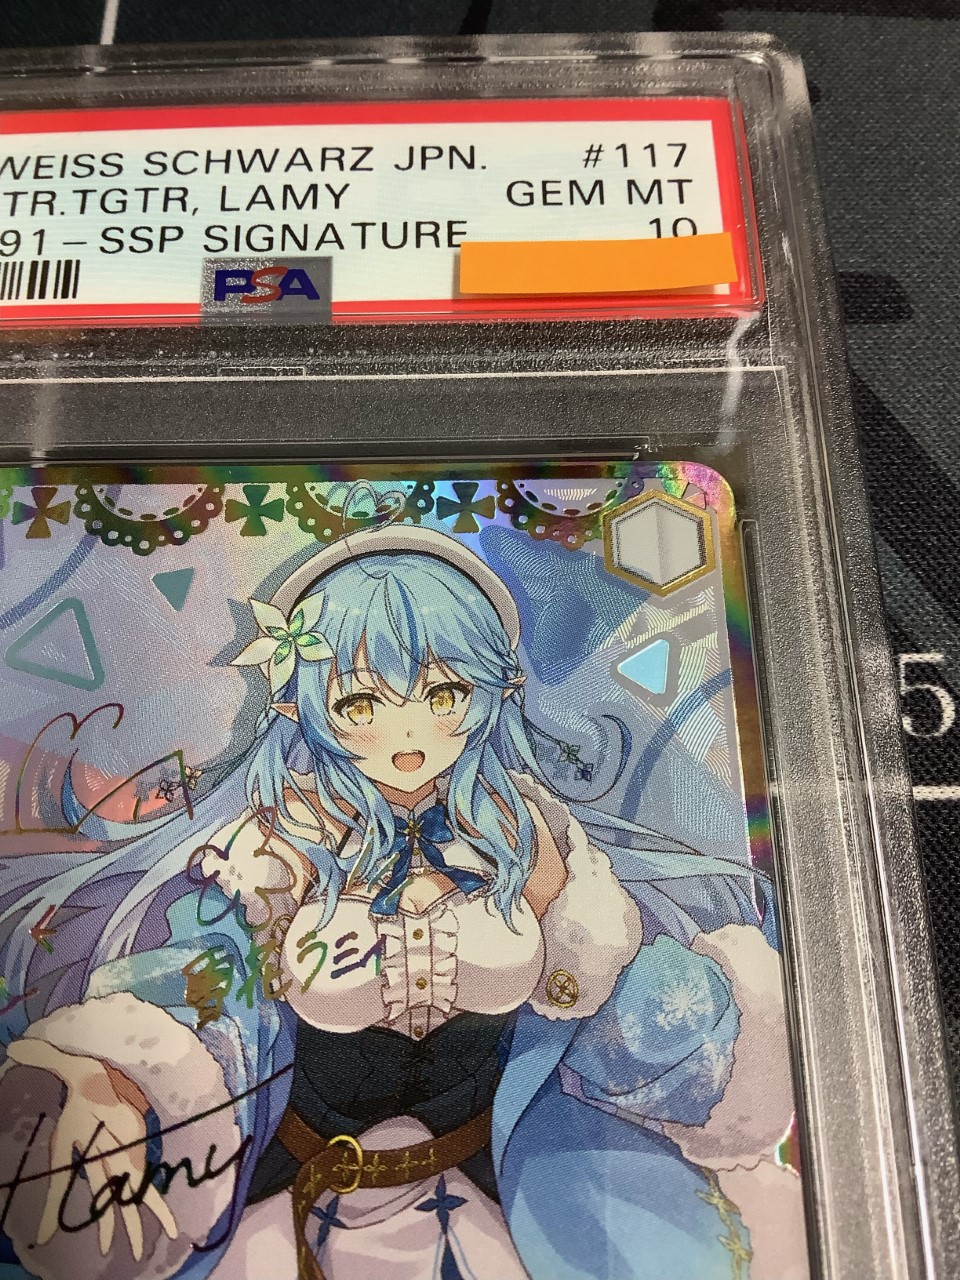 WEISS SCHWARZ JPN. #117
TR.TGTR, LAMY GEM MT
91-SSP SIGNATURE 10
PSA
5
雪花ラミィ
Lamy